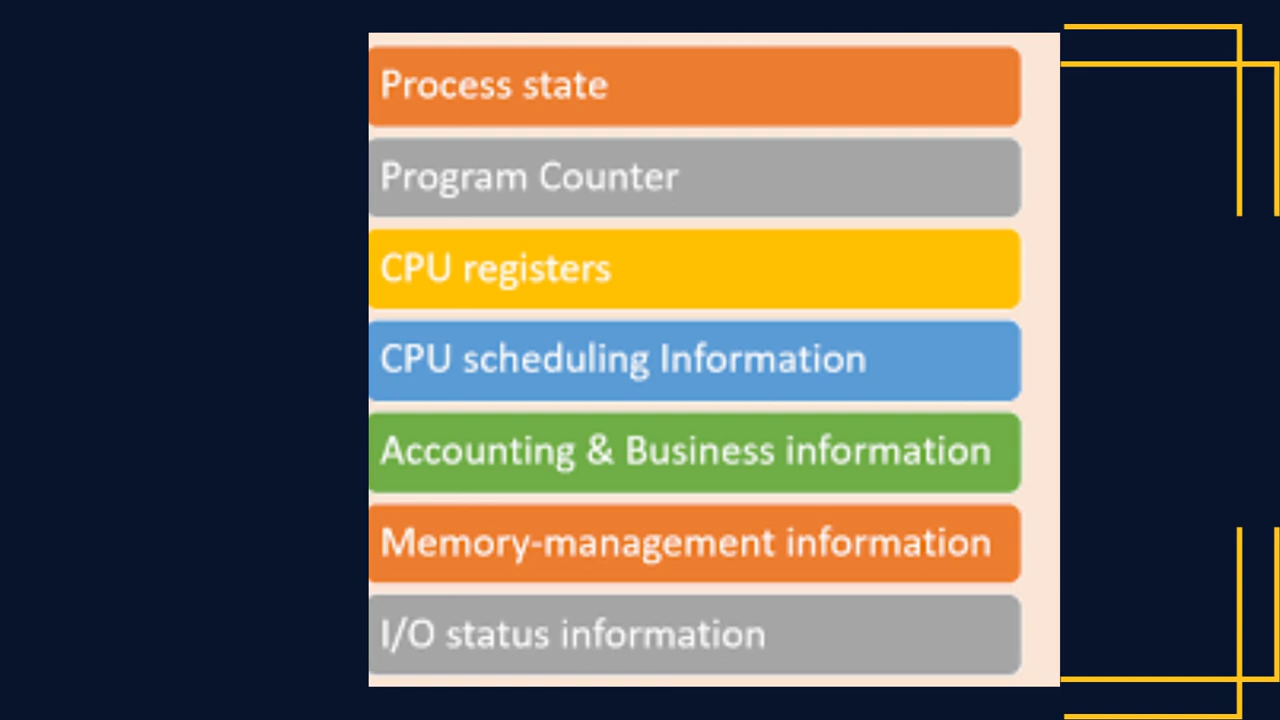 Process state
Program Counter
CPU registers
CPU scheduling Information
Accounting & Business information
Memory-management information
I/O status information